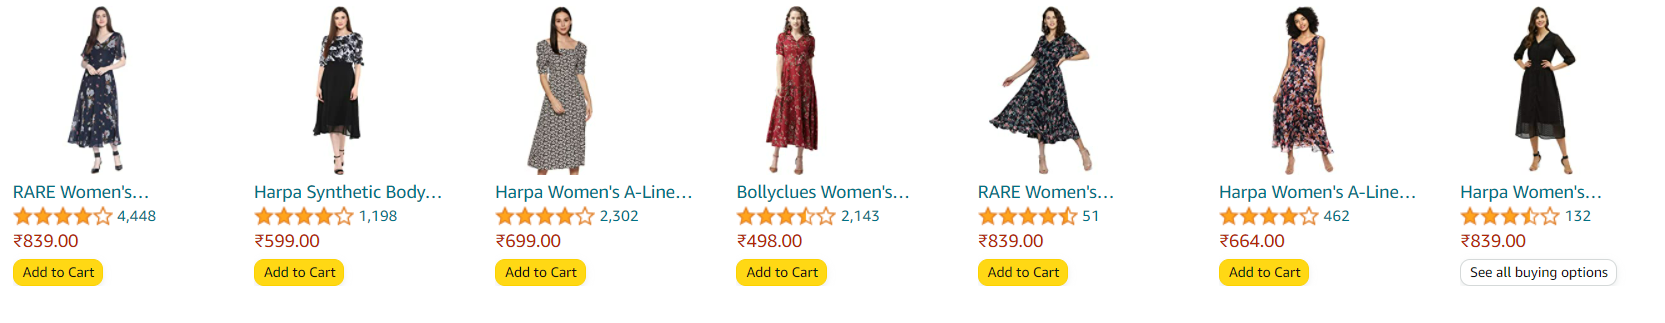 RARE Women's...
4,448
₹839.00
Add to Cart
Harpa Synthetic Body...
1,198
₹599.00
Add to Cart
Harpa Women's A-Line...
2,302
₹699.00
Add to Cart
Bollyclues Women's...
2,143
₹498.00
Add to Cart
RARE Women's...
51
₹839.00
Add to Cart
Harpa Women's A-Line...
462
₹664.00
Add to Cart
Harpa Women's...
132
₹839.00
See all buying options